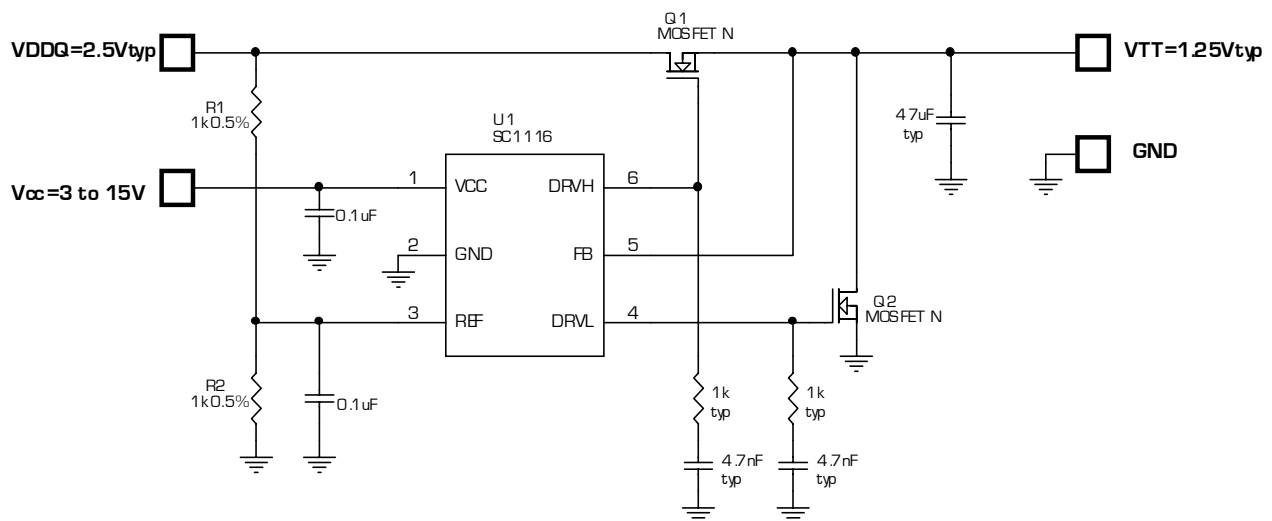 Q1
MOSFET N
VDDQ=2.5Vtyp
VTT=1.25Vtyp
R1
1k0.5%
U1
SC1116
47uF
typ
GND
Vcc=3 to 15V
1
VCC
DRVH
6
0.1uF
2
GND
FB
5
Q2
MOSFET N
3
REF
DRVL
4
R2
1k0.5%
0.1uF
1k
typ
1k
typ
4.7nF
typ
4.7nF
typ